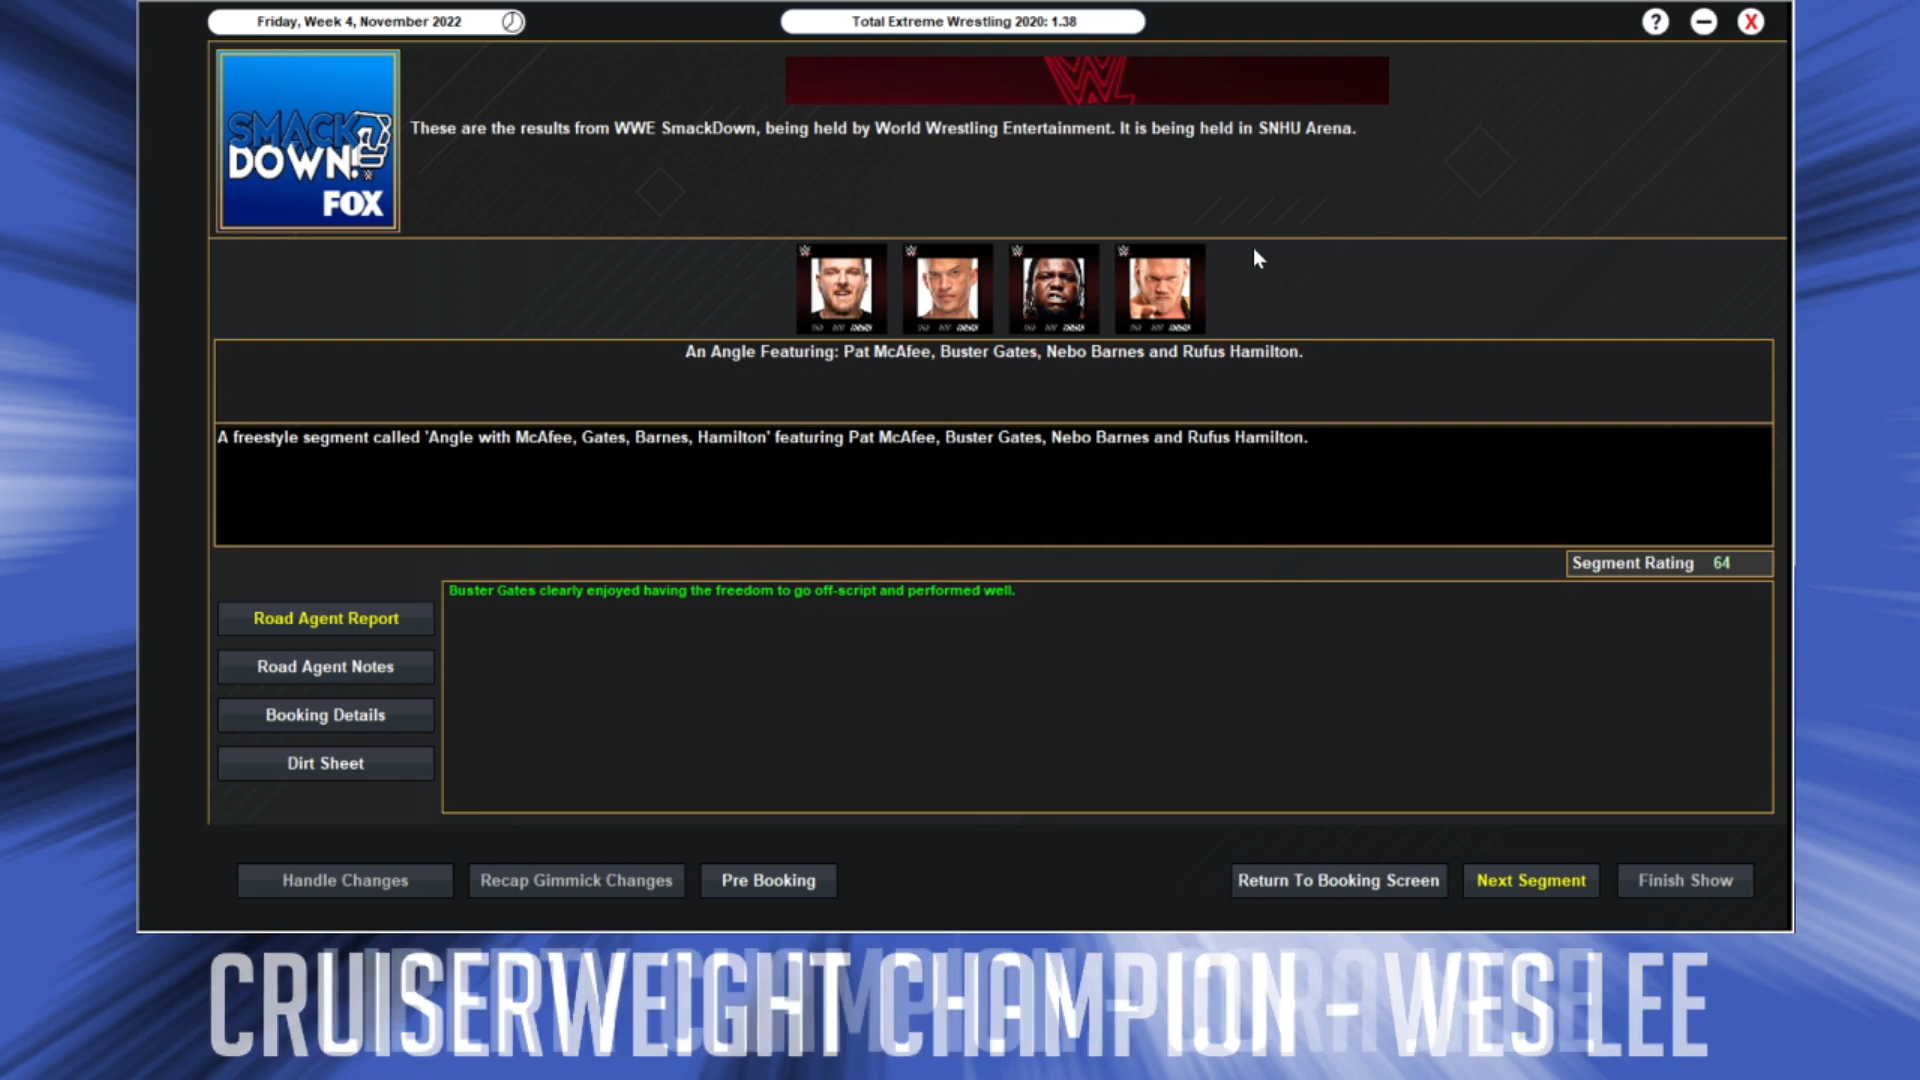 Friday, Week 4, November 2022
Total Extreme Wrestling 2020: 1.38
?
X
SMACK
DOWN!
FOX
These are the results from WWE SmackDown, being held by World Wrestling Entertainment. It is being held in SNHU Arena.
An Angle Featuring: Pat McAfee, Buster Gates, Nebo Barnes and Rufus Hamilton.
A freestyle segment called 'Angle with McAfee, Gates, Barnes, Hamilton' featuring Pat McAfee, Buster Gates, Nebo Barnes and Rufus Hamilton.
Segment Rating 64
Buster Gates clearly enjoyed having the freedom to go off-script and performed well.
Road Agent Report
Road Agent Notes
Booking Details
Dirt Sheet
Handle Changes
Recap Gimmick Changes
Pre Booking
Return To Booking Screen
Next Segment
Finish Show
CRUISERWEIGHT CHAMPION - WES LEE